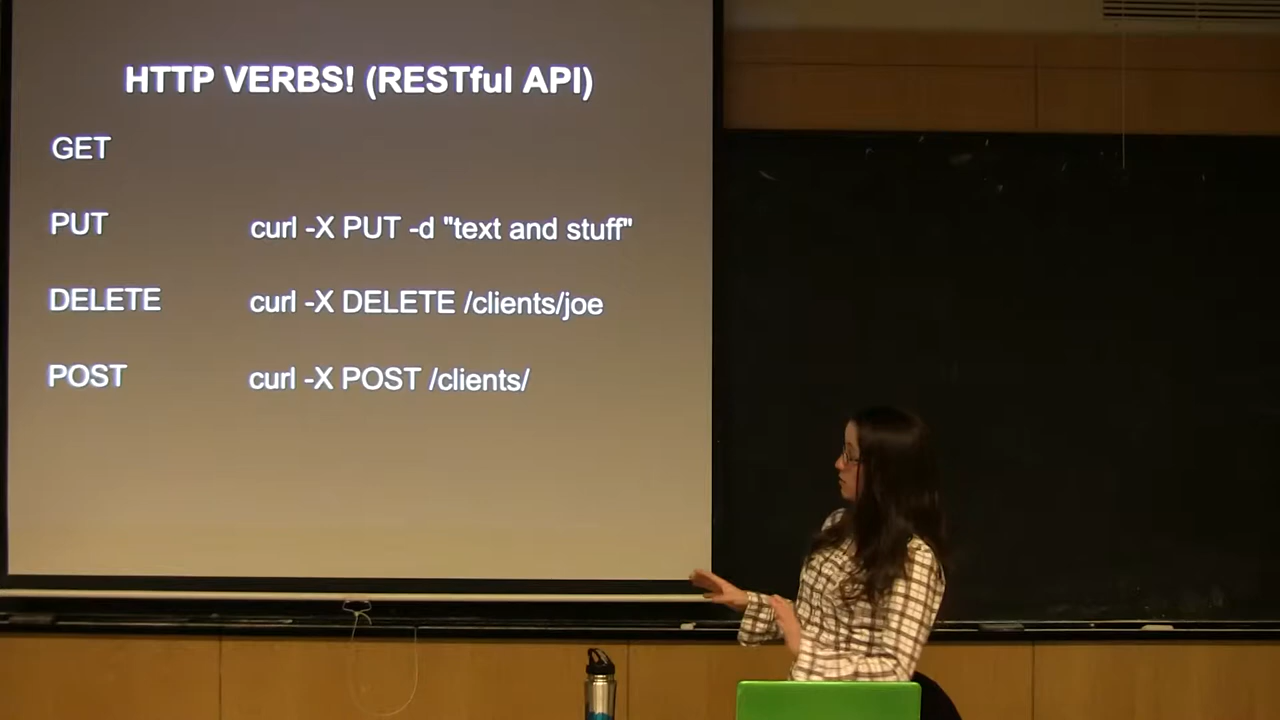 HTTP VERBS! (RESTful API)
GET
PUT curl -X PUT -d "text and stuff"
DELETE curl -X DELETE /clients/joe
POST curl -X POST /clients/